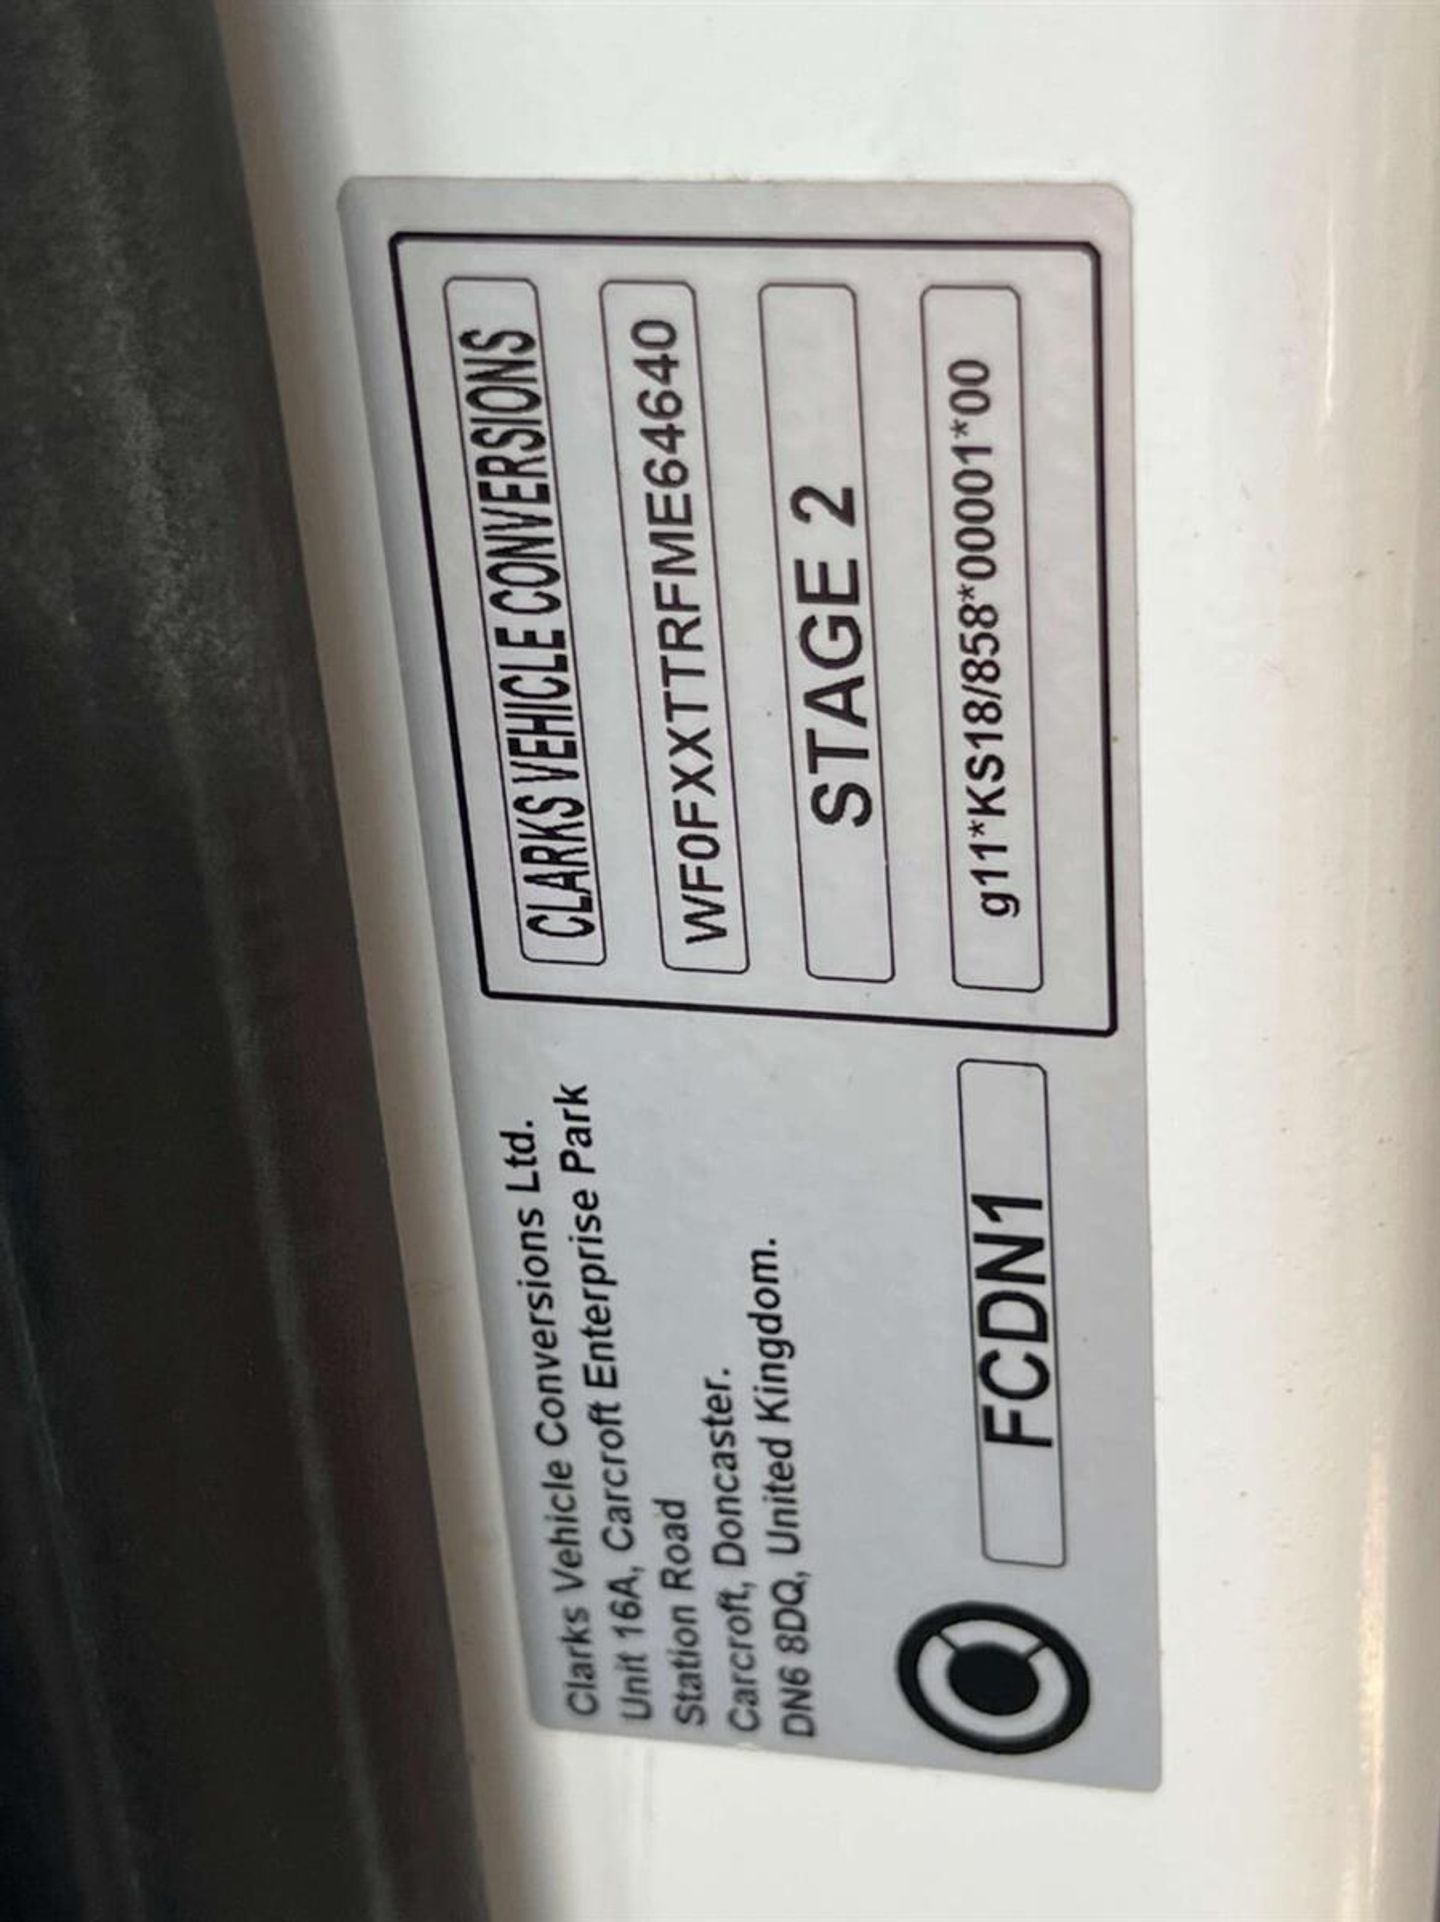 Clarks Vehicle Conversions Ltd.
Unit 16A, Carcroft Enterprise Park
Station Road
Carcroft, Doncaster.
DN6 8DQ, United Kingdom.
FCDN1
CLARKS VEHICLE CONVERSIONS
WF0FXXTTRFME64640
STAGE 2
g11*KS18/858*00001*00